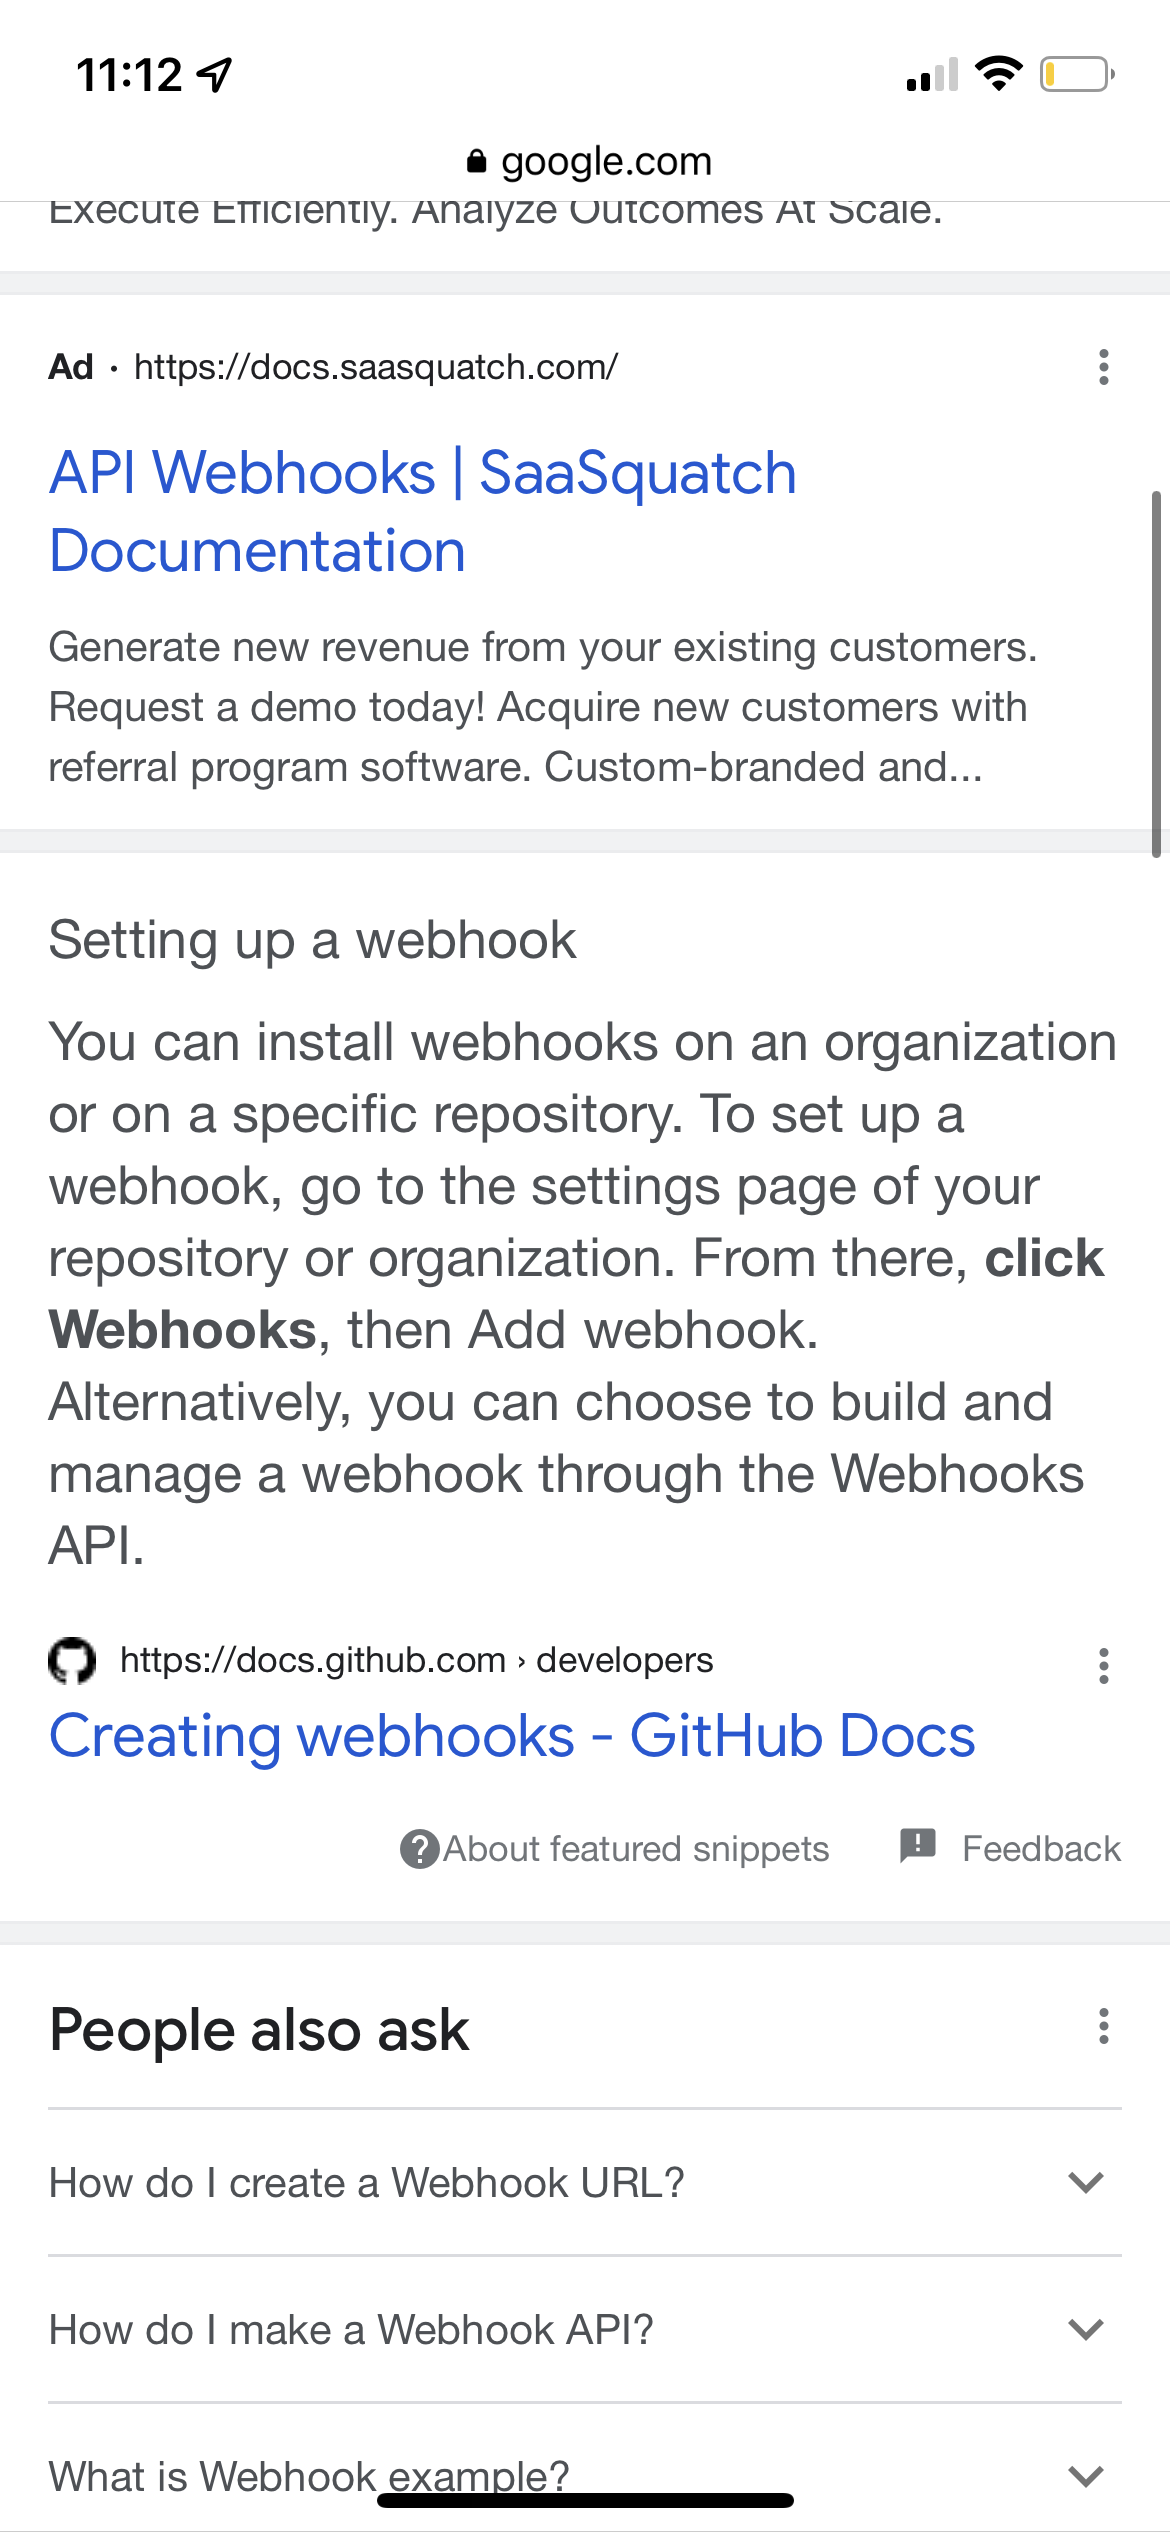 11:12
google.com
Execute Efficiently. Analyze Outcomes At Scale.
Ad · https://docs.saasquatch.com/
API Webhooks | SaaSquatch
Documentation
Generate new revenue from your existing customers.
Request a demo today! Acquire new customers with
referral program software. Custom-branded and...
Setting up a webhook
You can install webhooks on an organization
or on a specific repository. To set up a
webhook, go to the settings page of your
repository or organization. From there, click
Webhooks, then Add webhook.
Alternatively, you can choose to build and
manage a webhook through the Webhooks
API.
https://docs.github.com › developers
Creating webhooks - GitHub Docs
About featured snippets
Feedback
People also ask
How do I create a Webhook URL?
How do I make a Webhook API?
What is Webhook example?